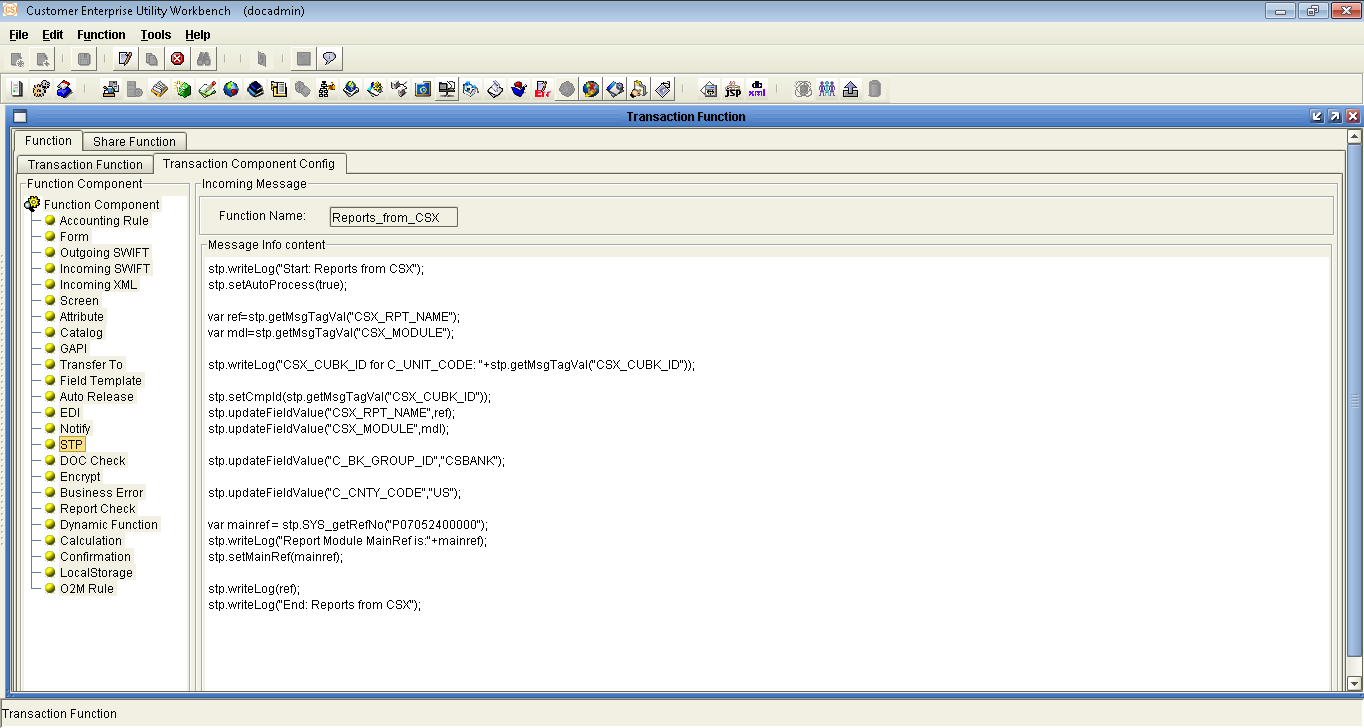 Customer Enterprise Utility Workbench (docadmin)
File Edit Function Tools Help
jsp xml
Transaction Function
Function Share Function
Transaction Function Transaction Component Config
Function Component
Function Component
Accounting Rule
Form
Outgoing SWIFT
Incoming SWIFT
Incoming XML
Screen
Attribute
Catalog
GAPI
Transfer To
Field Template
Auto Release
EDI
Notify
STP
DOC Check
Encrypt
Business Error
Report Check
Dynamic Function
Calculation
Confirmation
LocalStorage
O2M Rule
Incoming Message
Function Name: Reports_from_CSX
Message Info content
stp.writeLog("Start: Reports from CSX");
stp.setAutoProcess(true);
var ref=stp.getMsgTagVal("CSX_RPT_NAME");
var mdl=stp.getMsgTagVal("CSX_MODULE");
stp.writeLog("CSX_CUBK_ID for C_UNIT_CODE: "+stp.getMsgTagVal("CSX_CUBK_ID"));
stp.setCmpId(stp.getMsgTagVal("CSX_CUBK_ID"));
stp.updateFieldValue("CSX_RPT_NAME",ref);
stp.updateFieldValue("CSX_MODULE",mdl);
stp.updateFieldValue("C_BK_GROUP_ID","CSBANK");
stp.updateFieldValue("C_CNTY_CODE","US");
var mainref = stp.SYS_getRefNo("P07052400000");
stp.writeLog("Report Module MainRef is:"+mainref);
stp.setMainRef(mainref);
stp.writeLog(ref);
stp.writeLog("End: Reports from CSX");
Transaction Function